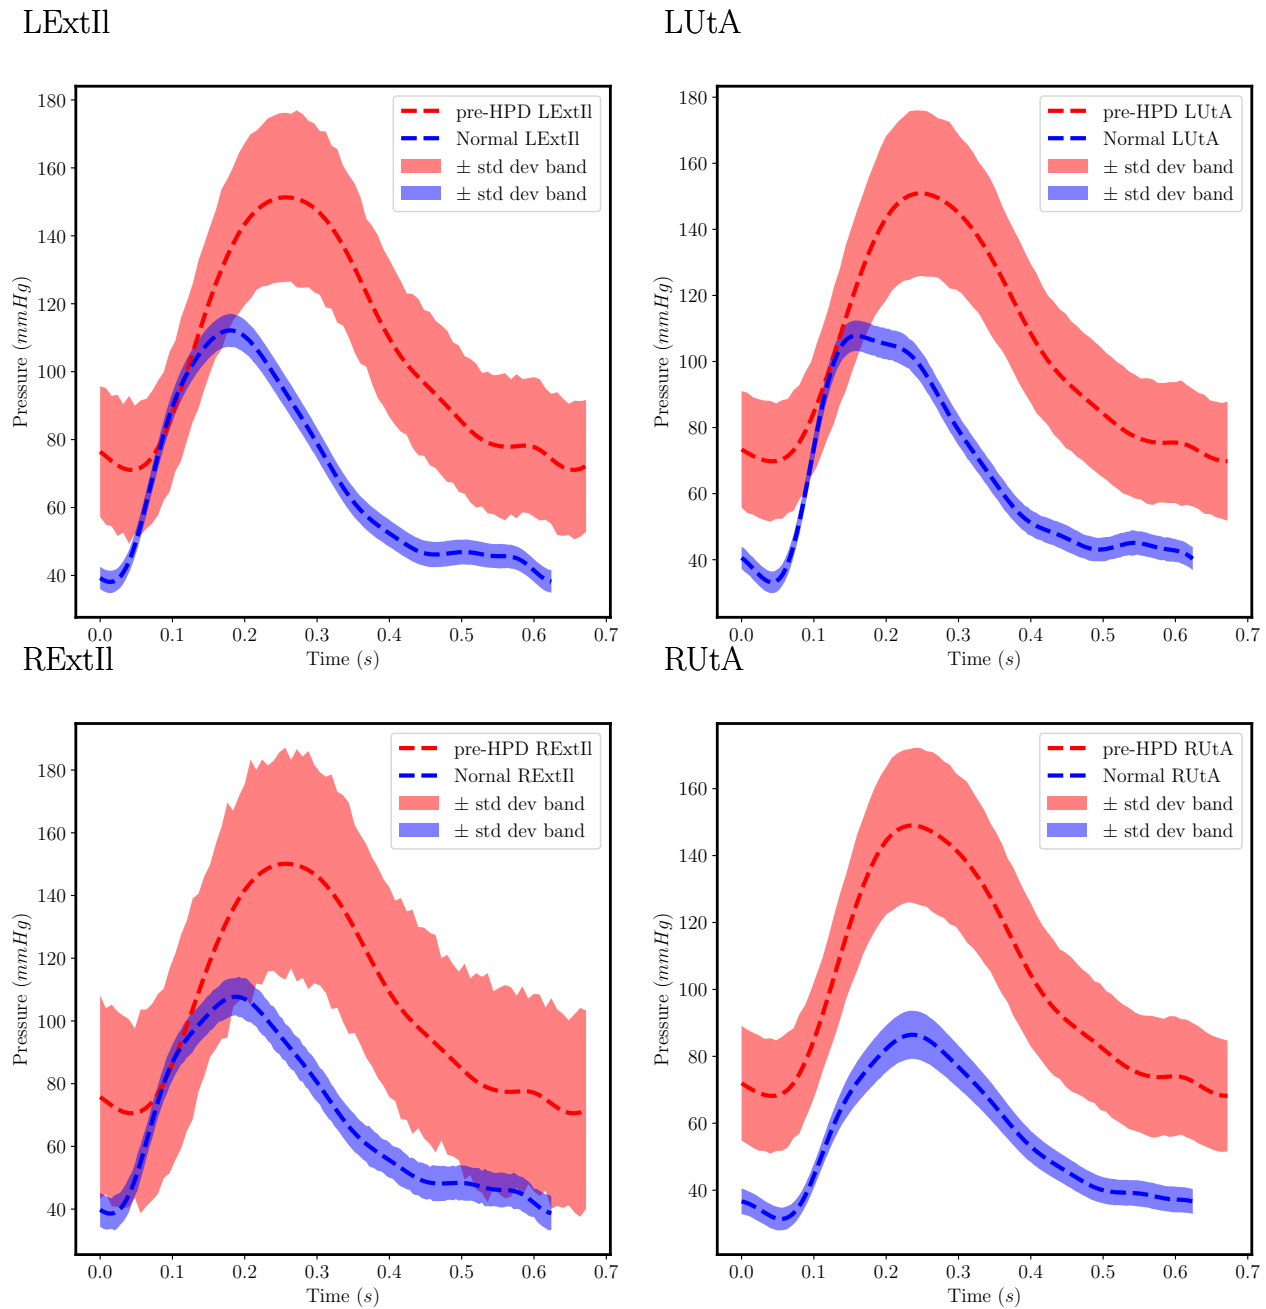 LExtIl
180
160
140
120
100
80
60
40
Pressure (mmHg)
pre-HPD LExtIl
Normal LExtIl
± std dev band
± std dev band
0.0 0.1 0.2 0.3 0.4 0.5 0.6 0.7
Time (s)
LUtA
180
160
140
120
100
80
60
40
Pressure (mmHg)
pre-HPD LUtA
Normal LUtA
± std dev band
± std dev band
0.0 0.1 0.2 0.3 0.4 0.5 0.6 0.7
Time (s)
RExtIl
180
160
140
120
100
80
60
40
Pressure (mmHg)
pre-HPD RExtIl
Nornal RExtIl
± std dev band
± std dev band
0.0 0.1 0.2 0.3 0.4 0.5 0.6 0.7
Time (s)
RUtA
160
140
120
100
80
60
40
Pressure (mmHg)
pre-HPD RUtA
Normal RUtA
± std dev band
± std dev band
0.0 0.1 0.2 0.3 0.4 0.5 0.6 0.7
Time (s)